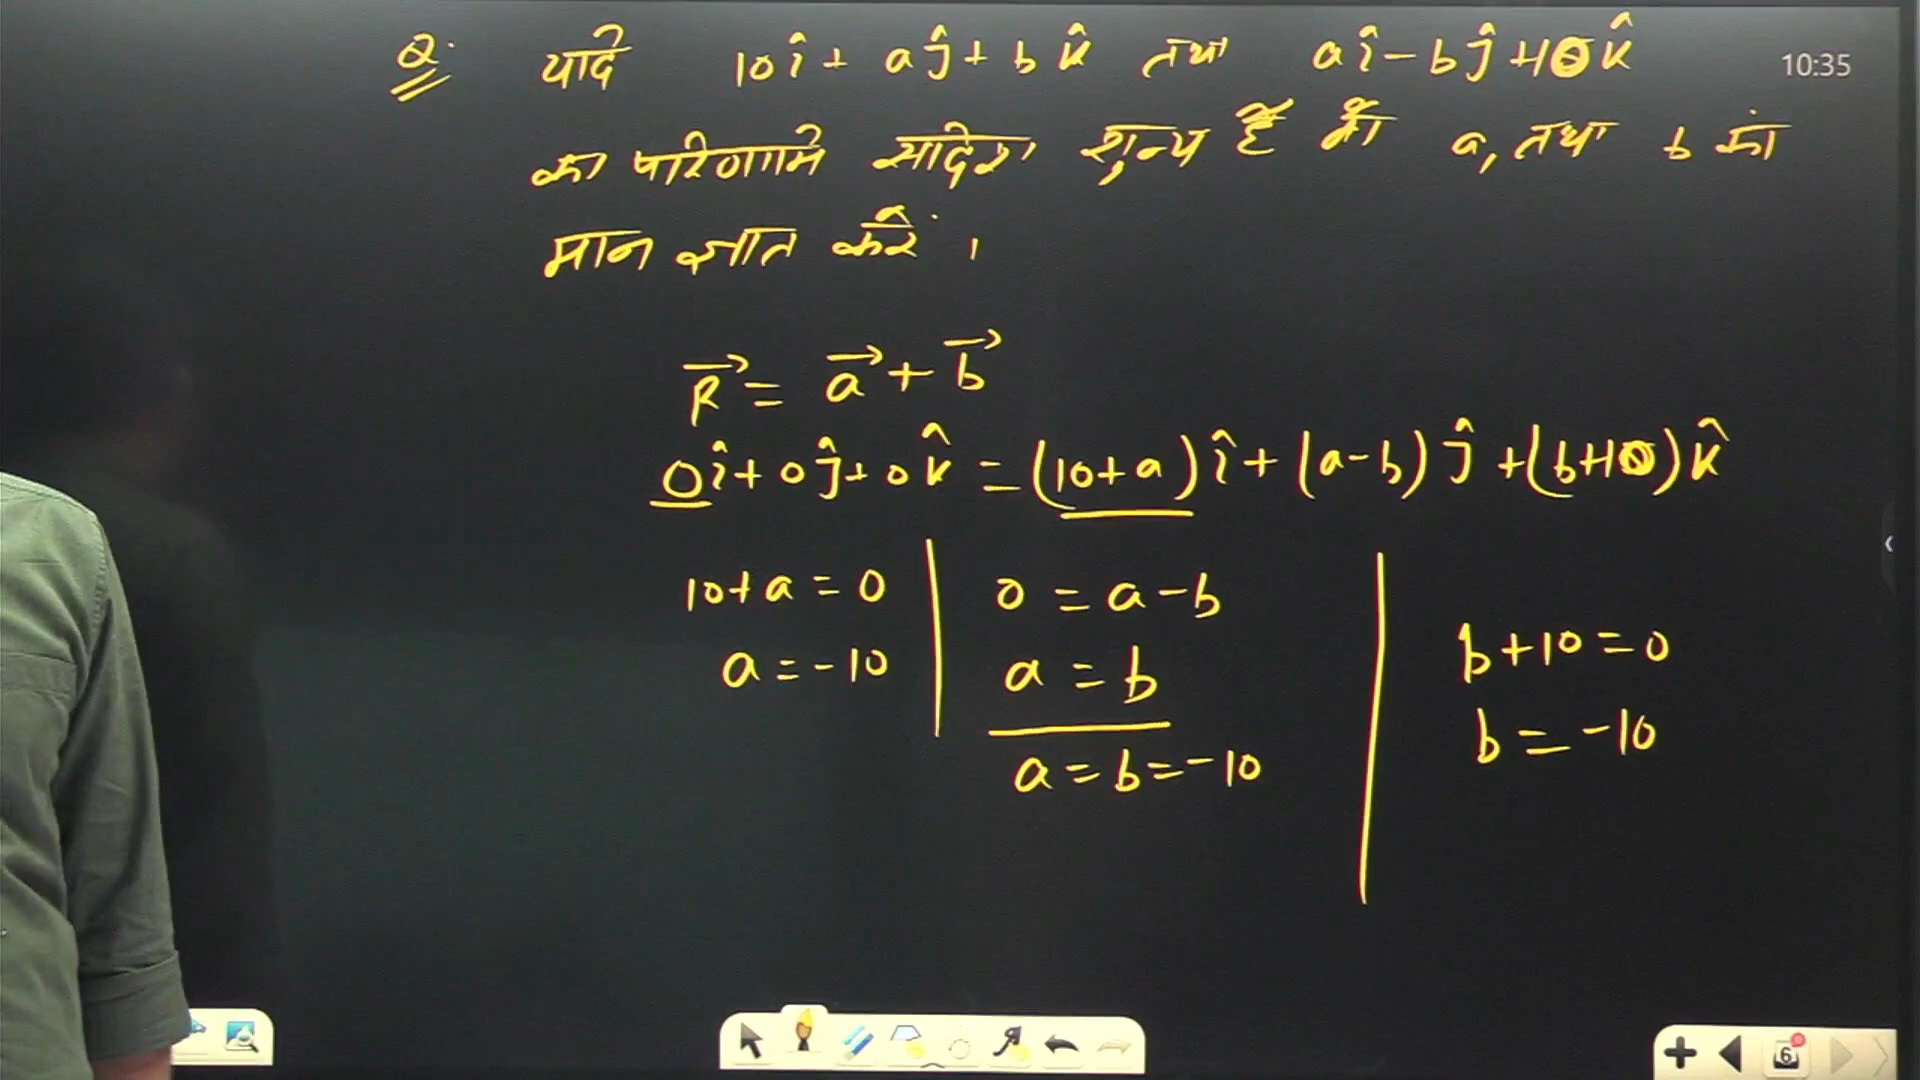 Q. यदि 10î + aĵ + bk̂ तथा aî - bĵ + 10k̂
10:35
का परिणामी सदिश शून्य है तो a, तथा b का
मान ज्ञात करें ।
R⃗ = a⃗ + b⃗
0î + 0ĵ + 0k̂ = (10+a)î + (a-b)ĵ + (b+10)k̂
10+a = 0
a = -10
0 = a-b
a = b
a = b = -10
b+10 = 0
b = -10
6